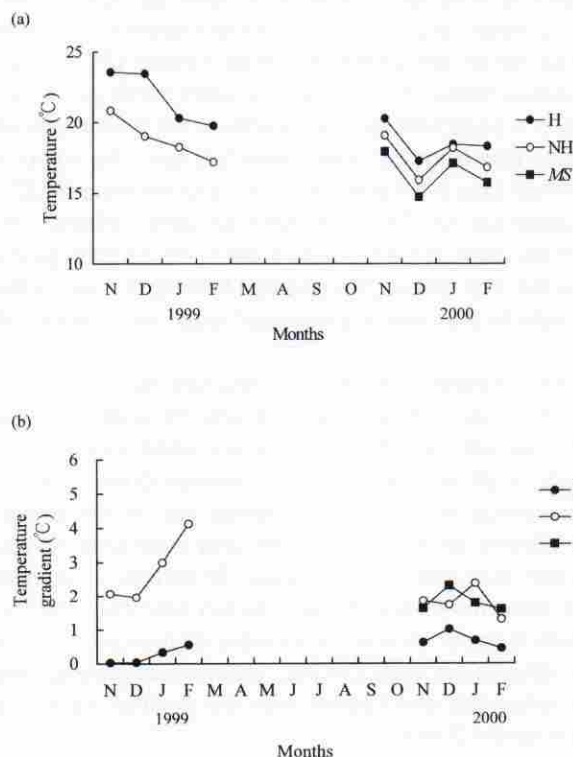 (a)
Temperature (℃)
25
20
15
10
H
NH
MS
N D J F M A S O N D J F
1999 2000
Months
(b)
Temperature
gradient (℃)
6
5
4
3
2
1
0
N D J F M A M J J A S O N D J F
1999 2000
Months